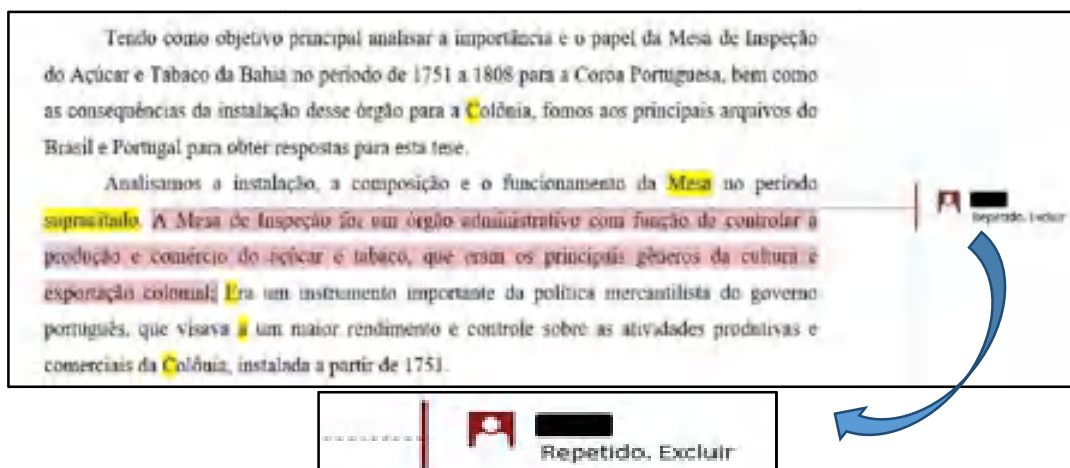 Tendo como objetivo principal analisar a importância e o papel da Mesa de Inspeção
do Açúcar e Tabaco da Bahia no período de 1751 a 1808 para a Coroa Portuguesa, bem como
as consequências da instalação desse órgão para a Colônia, fomos aos principais arquivos do
Brasil e Portugal para obter respostas para esta tese.
Analisamos a instalação, a composição e o funcionamento da Mesa no período
supracitado. A Mesa de Inspeção foi um órgão administrativo com função de controlar a
produção e comércio do açúcar e tabaco, que eram os principais gêneros da cultura e
exportação colonial; Era um instrumento importante da política mercantilista do governo
português, que visava a um maior rendimento e controle sobre as atividades produtivas e
comerciais da Colônia, instalada a partir de 1751.
Repetido. Excluir
Repetido. Excluir